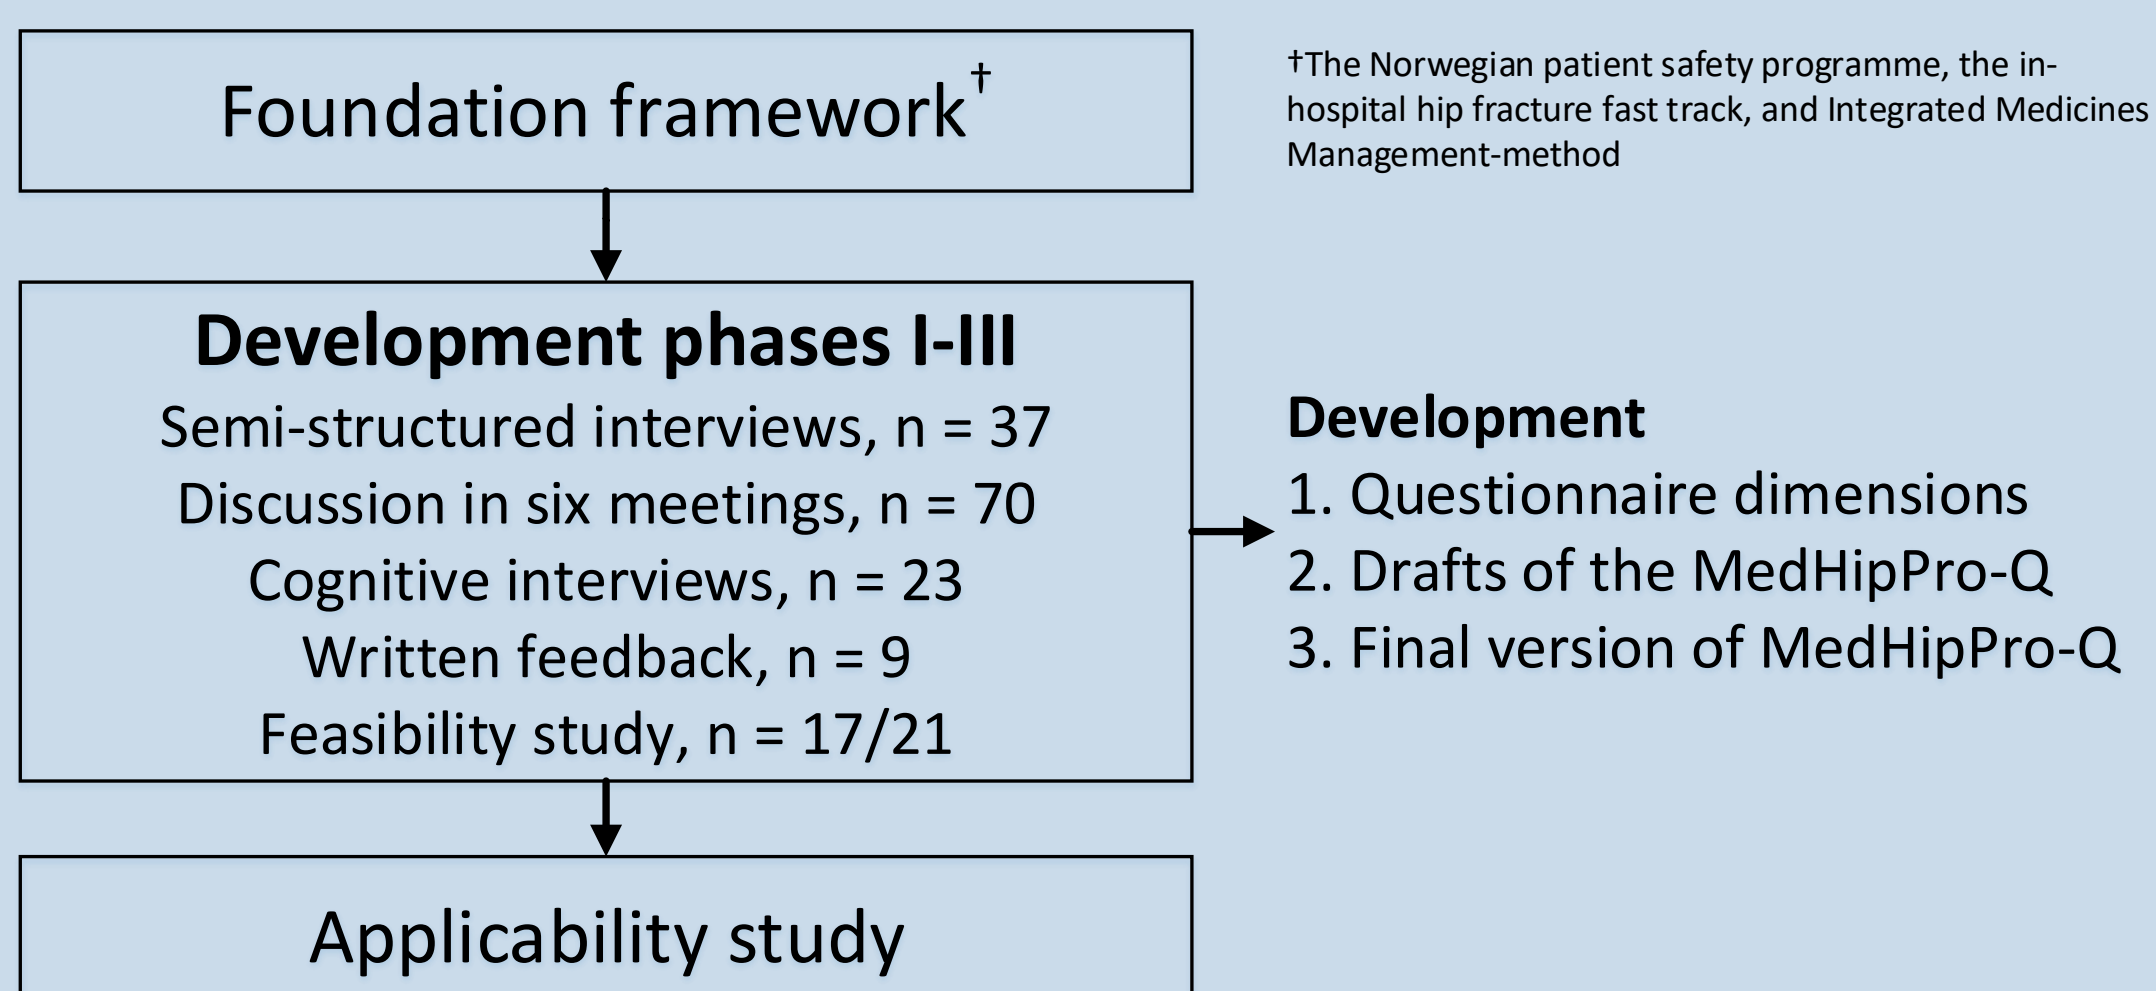 Foundation framework†
†The Norwegian patient safety programme, the in-
hospital hip fracture fast track, and Integrated Medicines
Management-method
Development phases I-III
Semi-structured interviews, n = 37
Discussion in six meetings, n = 70
Cognitive interviews, n = 23
Written feedback, n = 9
Feasibility study, n = 17/21
Development
1. Questionnaire dimensions
2. Drafts of the MedHipPro-Q
3. Final version of MedHipPro-Q
Applicability study